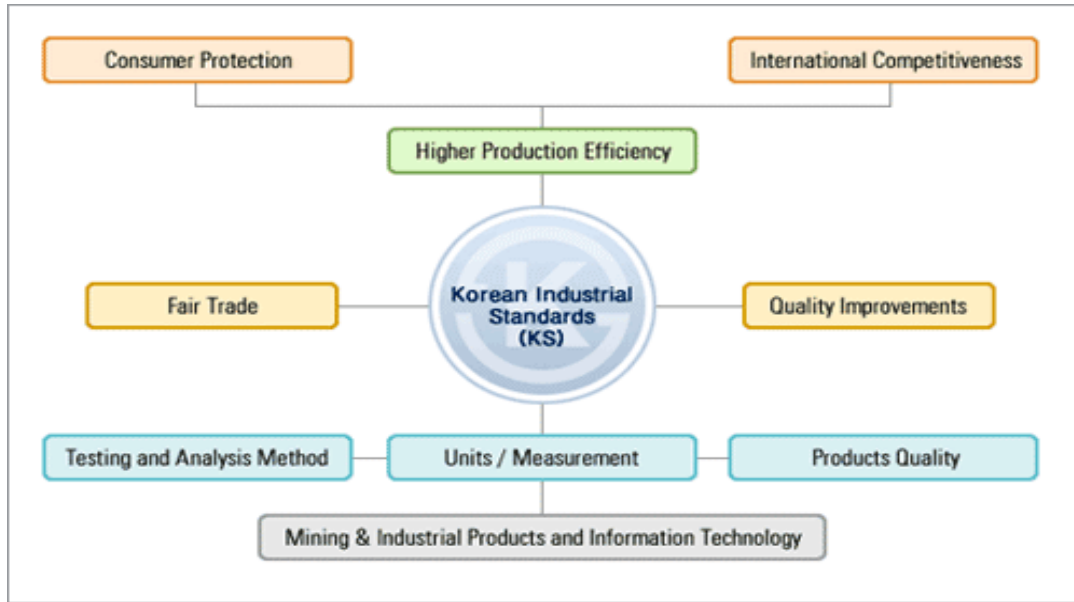 Consumer Protection
International Competitiveness
Higher Production Efficiency
Korean Industrial
Standards
(KS)
Fair Trade
Quality Improvements
Testing and Analysis Method
Units / Measurement
Products Quality
Mining & Industrial Products and Information Technology